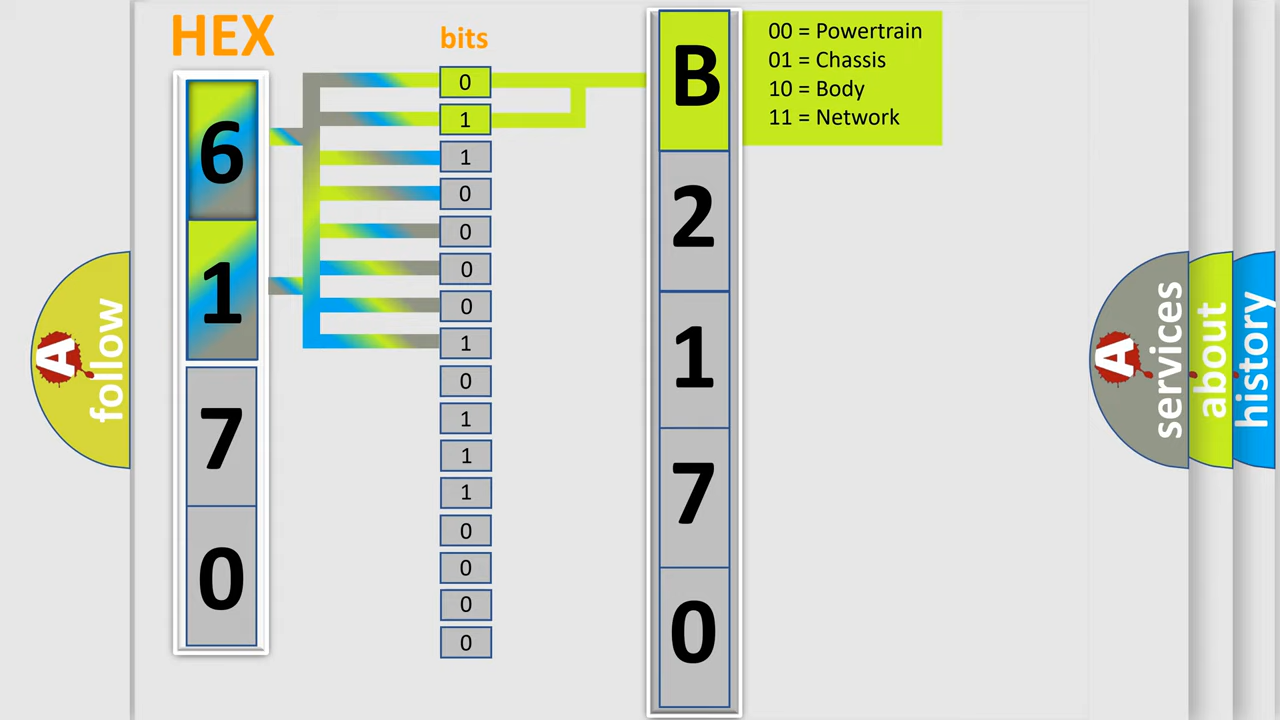 HEX
bits
6
1
7
0
0
1
1
0
0
0
0
1
0
1
1
1
0
0
0
0
B
2
1
7
0
00 = Powertrain
01 = Chassis
10 = Body
11 = Network
A
follow
A
services
about
history